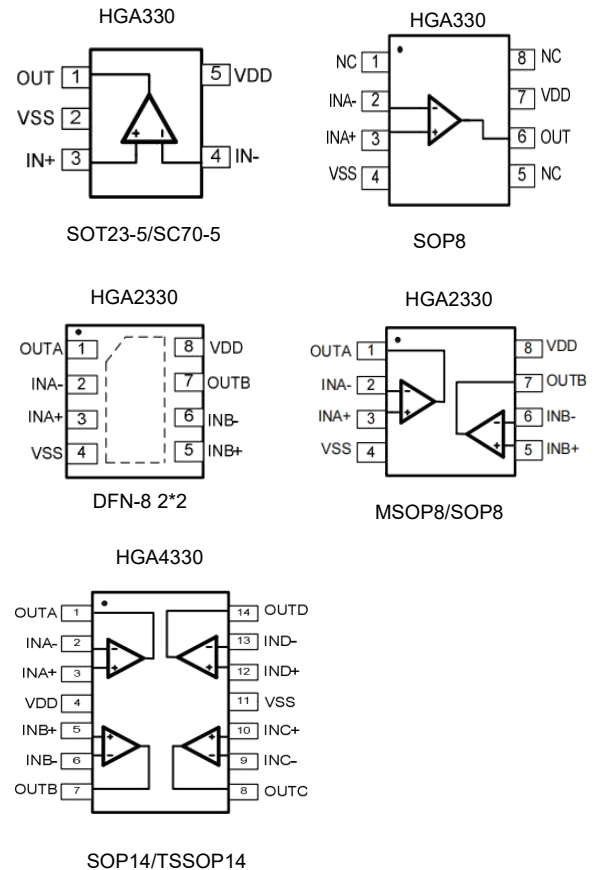 HGA330
OUT 1 5 VDD
VSS 2
IN+ 3 + - 4 IN-
SOT23-5/SC70-5
HGA330
NC 1 8 NC
INA- 2 - 7 VDD
INA+ 3 + 6 OUT
VSS 4 5 NC
SOP8
HGA2330
OUTA 1 8 VDD
INA- 2 7 OUTB
INA+ 3 6 INB-
VSS 4 5 INB+
DFN-8 2*2
HGA2330
OUTA 1 8 VDD
INA- 2 - 7 OUTB
INA+ 3 + - 6 INB-
VSS 4 + 5 INB+
MSOP8/SOP8
HGA4330
OUTA 1 14 OUTD
INA- 2 - - 13 IND-
INA+ 3 + + 12 IND+
VDD 4 11 VSS
INB+ 5 + + 10 INC+
INB- 6 - - 9 INC-
OUTB 7 8 OUTC
SOP14/TSSOP14